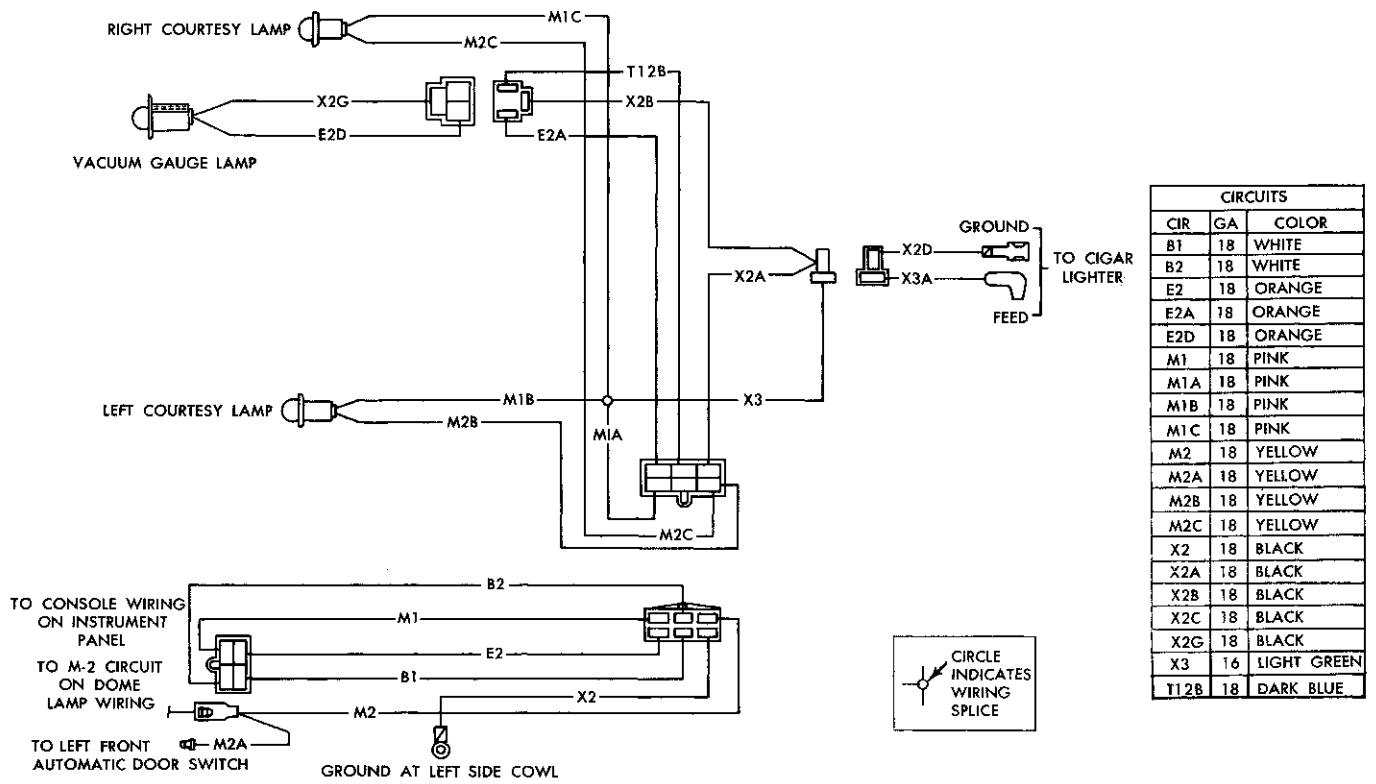 RIGHT COURTESY LAMP
M1C
M2C
T12B
X2G
X2B
E2D
E2A
VACUUM GAUGE LAMP
GROUND
X2D
TO CIGAR
LIGHTER
X2A
X3A
FEED
LEFT COURTESY LAMP
M1B
X3
M2B
M1A
M2C
B2
TO CONSOLE WIRING
ON INSTRUMENT
PANEL
M1
E2
TO M-2 CIRCUIT
ON DOME
LAMP WIRING
B1
X2
M2
TO LEFT FRONT
AUTOMATIC DOOR SWITCH
M2A
GROUND AT LEFT SIDE COWL
CIRCLE
INDICATES
WIRING
SPLICE
CIRCUITS
CIR GA COLOR
B1 18 WHITE
B2 18 WHITE
E2 18 ORANGE
E2A 18 ORANGE
E2D 18 ORANGE
M1 18 PINK
M1A 18 PINK
M1B 18 PINK
M1C 18 PINK
M2 18 YELLOW
M2A 18 YELLOW
M2B 18 YELLOW
M2C 18 YELLOW
X2 18 BLACK
X2A 18 BLACK
X2B 18 BLACK
X2C 18 BLACK
X2G 18 BLACK
X3 16 LIGHT GREEN
T12B 18 DARK BLUE